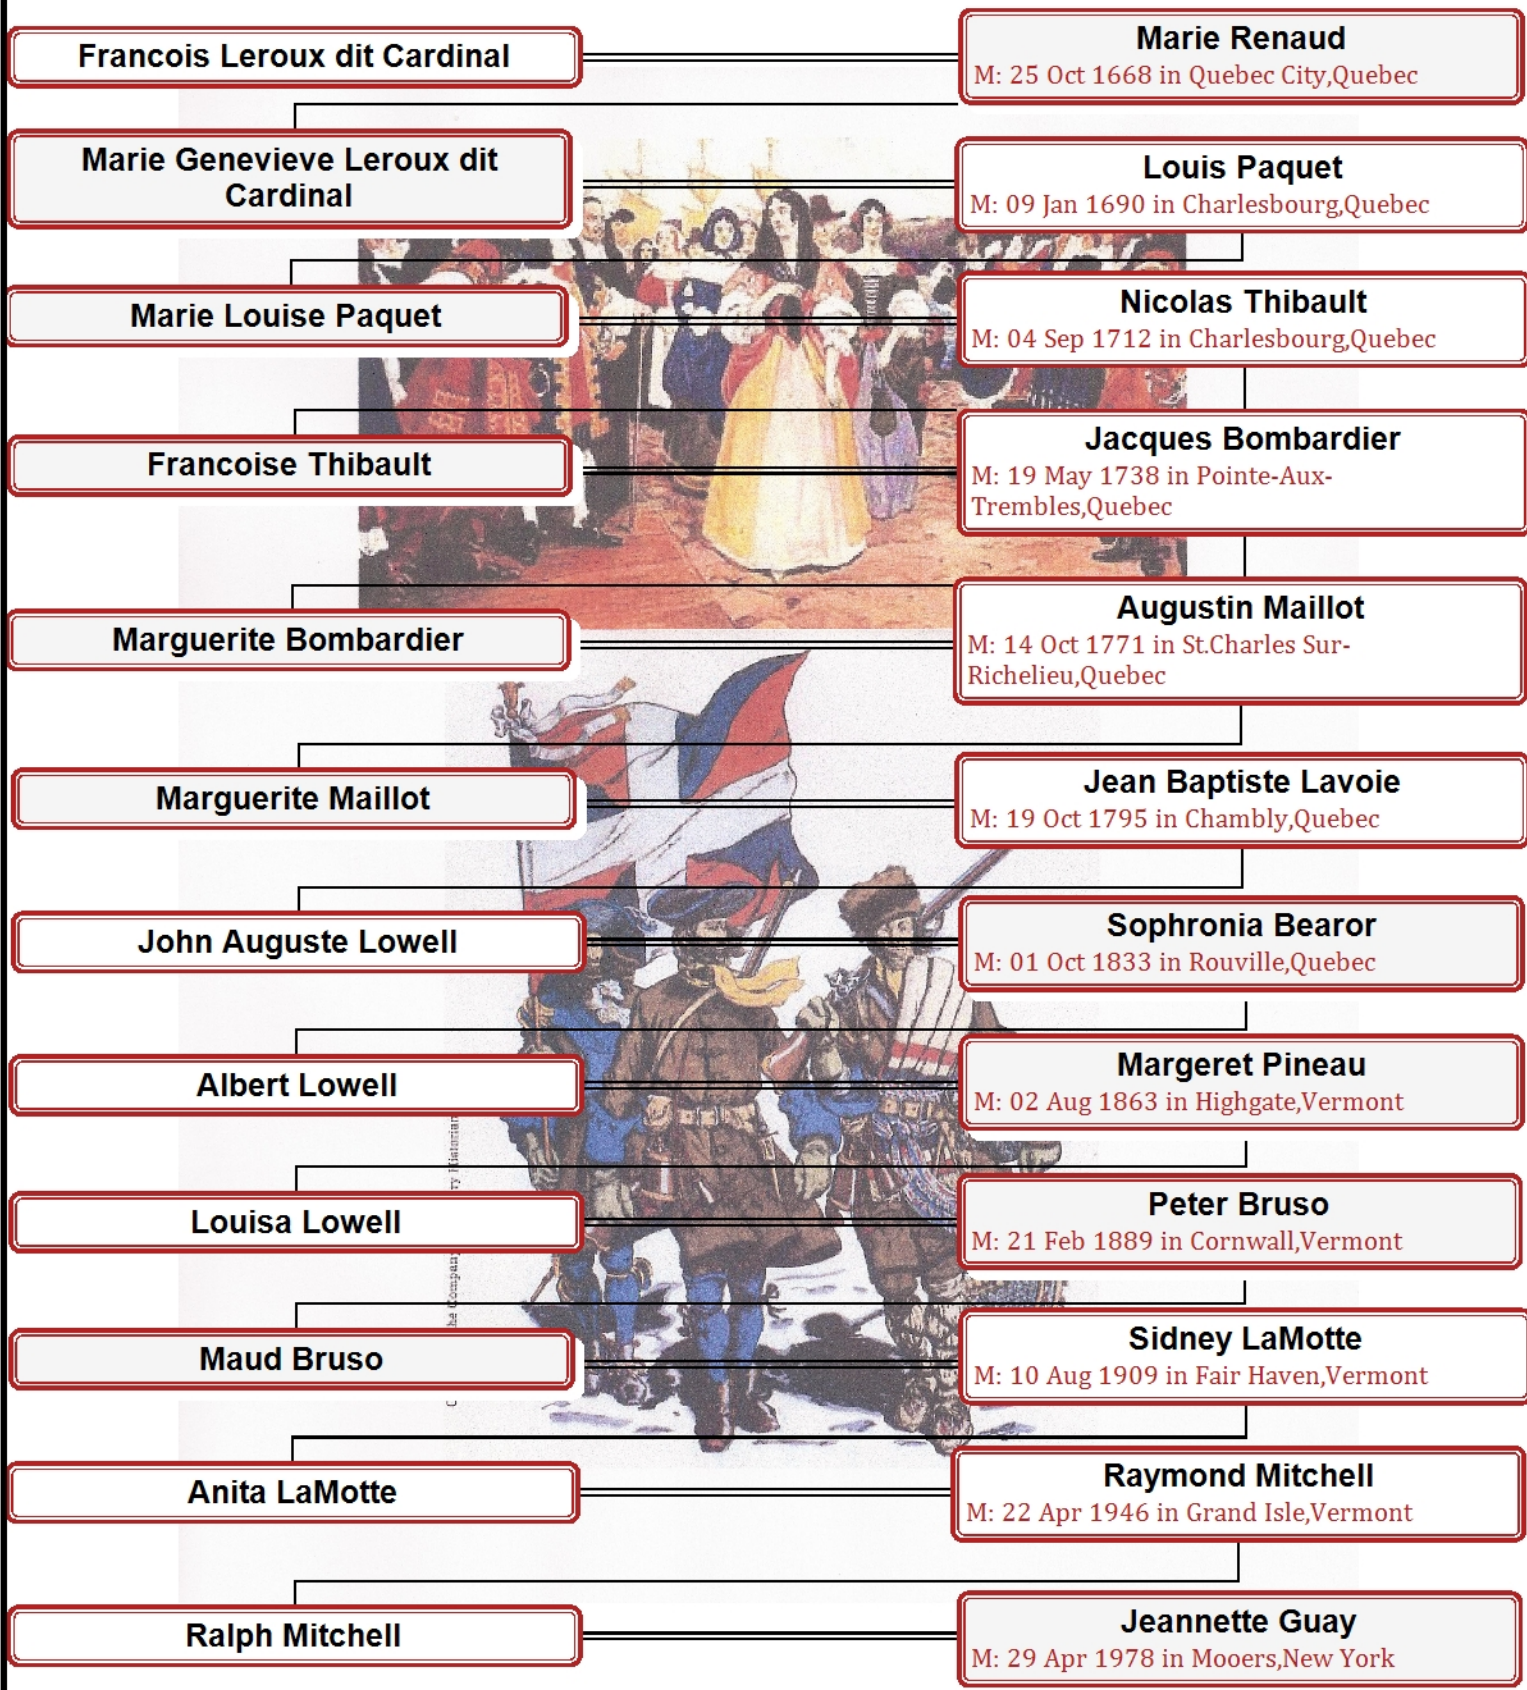 Francois Leroux dit Cardinal
Marie Renaud
M: 25 Oct 1668 in Quebec City,Quebec
Marie Genevieve Leroux dit
Cardinal
Louis Paquet
M: 09 Jan 1690 in Charlesbourg,Quebec
Marie Louise Paquet
Nicolas Thibault
M: 04 Sep 1712 in Charlesbourg,Quebec
Francoise Thibault
Jacques Bombardier
M: 19 May 1738 in Pointe-Aux-
Trembles,Quebec
Marguerite Bombardier
Augustin Maillot
M: 14 Oct 1771 in St.Charles Sur-
Richelieu,Quebec
Marguerite Maillot
Jean Baptiste Lavoie
M: 19 Oct 1795 in Chambly,Quebec
John Auguste Lowell
Sophronia Bearor
M: 01 Oct 1833 in Rouville,Quebec
Albert Lowell
Margeret Pineau
M: 02 Aug 1863 in Highgate,Vermont
Louisa Lowell
Peter Bruso
M: 21 Feb 1889 in Cornwall,Vermont
Maud Bruso
Sidney LaMotte
M: 10 Aug 1909 in Fair Haven,Vermont
Anita LaMotte
Raymond Mitchell
M: 22 Apr 1946 in Grand Isle,Vermont
Ralph Mitchell
Jeannette Guay
M: 29 Apr 1978 in Mooers,New York